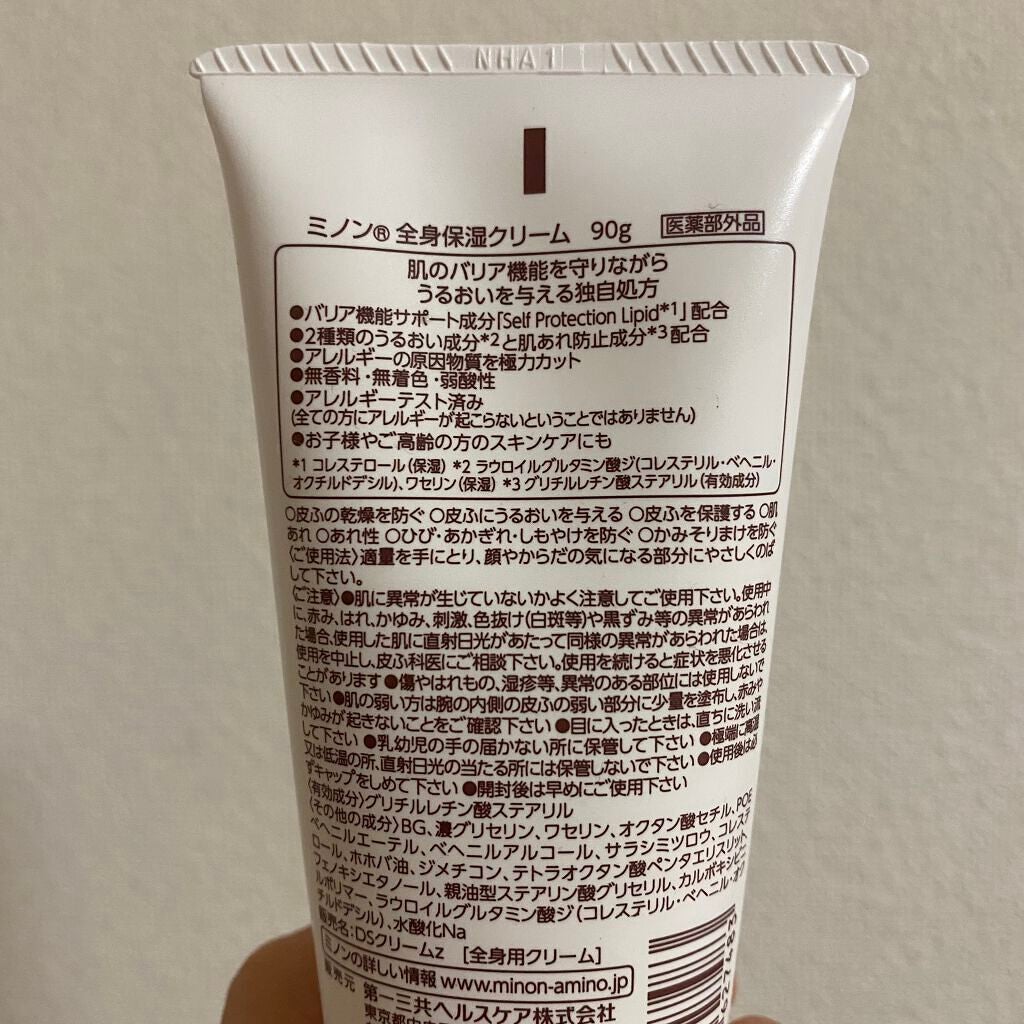 NHA1
ミノン® 全身保湿クリーム 90g 医薬部外品
肌のバリア機能を守りながら
うるおいを与える独自処方
●バリア機能サポート成分「Self Protection Lipid*1」配合
●2種類のうるおい成分*2と肌あれ防止成分*3配合
●アレルギーの原因物質を極力カット
●無香料・無着色・弱酸性
●アレルギーテスト済み
(全ての方にアレルギーが起こらないということではありません)
●お子様やご高齢の方のスキンケアにも
*1 コレステロール(保湿) *2 ラウロイルグルタミン酸ジ(コレステリル・ベヘニル・
オクチルドデシル)、ワセリン(保湿) *3 グリチルレチン酸ステアリル(有効成分)
○皮ふの乾燥を防ぐ ○皮ふにうるおいを与える ○皮ふを保護する ○肌
あれ ○あれ性 ○ひび・あかぎれ・しもやけを防ぐ ○かみそりまけを防ぐ
〈ご使用法〉適量を手にとり、顔やからだの気になる部分にやさしくのば
して下さい。
〈ご注意〉●肌に異常が生じていないかよく注意してご使用下さい。使用中
に、赤み、はれ、かゆみ、刺激、色抜け(白斑等)や黒ずみ等の異常があらわれ
た場合、使用した肌に直射日光があたって同様の異常があらわれた場合は、
使用を中止し、皮ふ科医にご相談下さい。使用を続けると症状を悪化させる
ことがあります ●傷やはれもの、湿疹等、異常のある部位には使用しないで
下さい ●肌の弱い方は腕の内側の皮ふの弱い部分に少量を塗布し、赤みや
かゆみが起きないことをご確認下さい ●目に入ったときは、直ちに洗い流
して下さい ●乳幼児の手の届かない所に保管して下さい ●極端に高温
又は低温の所、直射日光の当たる所には保管しないで下さい ●使用後は必
ずキャップをしめて下さい ●開封後は早めにご使用下さい
〈有効成分〉グリチルレチン酸ステアリル
〈その他の成分〉BG、濃グリセリン、ワセリン、オクタン酸セチル、POE
ベヘニルエーテル、ベヘニルアルコール、サラシミツロウ、コレステ
ロール、ホホバ油、ジメチコン、テトラオクタン酸ペンタエリスリット、
フェノキシエタノール、親油型ステアリン酸グリセリル、カルボキシビニ
ルポリマー、ラウロイルグルタミン酸ジ(コレステリル・ベヘニル・オク
チルドデシル)、水酸化Na
販売名:DSクリームz [全身用クリーム]
ミノンの詳しい情報 www.minon-amino.jp
販売元 第一三共ヘルスケア株式会社
東京都中央